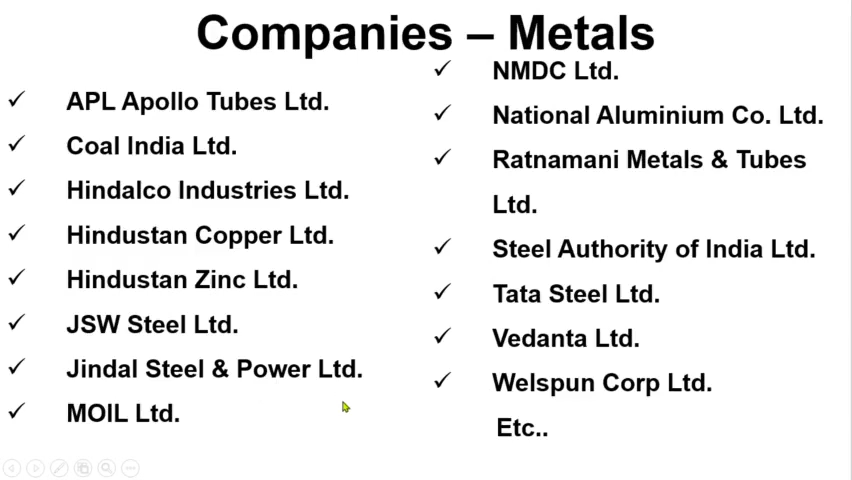 Companies – Metals
APL Apollo Tubes Ltd.
Coal India Ltd.
Hindalco Industries Ltd.
Hindustan Copper Ltd.
Hindustan Zinc Ltd.
JSW Steel Ltd.
Jindal Steel & Power Ltd.
MOIL Ltd.
NMDC Ltd.
National Aluminium Co. Ltd.
Ratnamani Metals & Tubes
Ltd.
Steel Authority of India Ltd.
Tata Steel Ltd.
Vedanta Ltd.
Welspun Corp Ltd.
Etc..